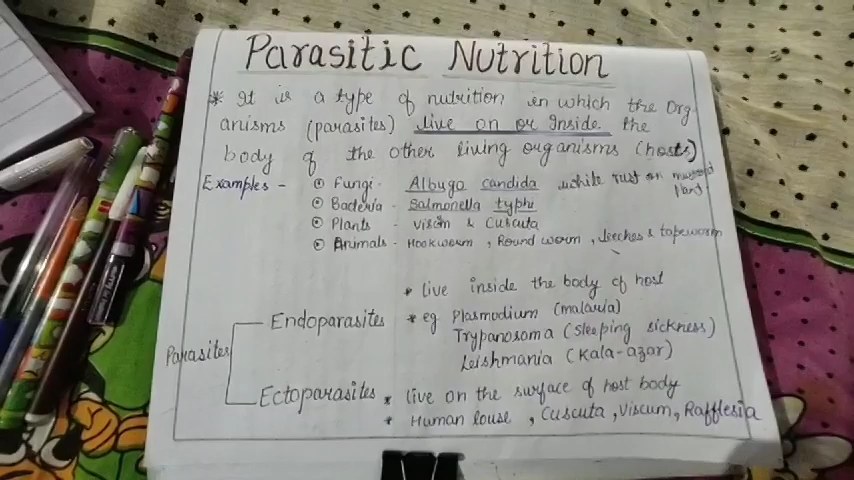 Parasitic Nutrition
* It is a type of nutrition in which the Org
anisms (parasites) live on or Inside the
body of the other living organisms (hosts)
Examples - ⊙ Fungi - Albugo candida white rust on mustard
plant
⊙ Bacteria - Salmonella typhi
⊙ Plants - viscum & Cuscuta
⊙ Animals - Hookworm, Round worm, leeches & tapeworm
* live inside the body of host
Parasites
Endoparasites * eg Plasmodium (malaria)
Trypanosoma (sleeping sickness)
Leishmania (Kala-azar)
Ectoparasites * live on the surface of host body
* Human louse, Cuscuta, Viscum, Rafflesia